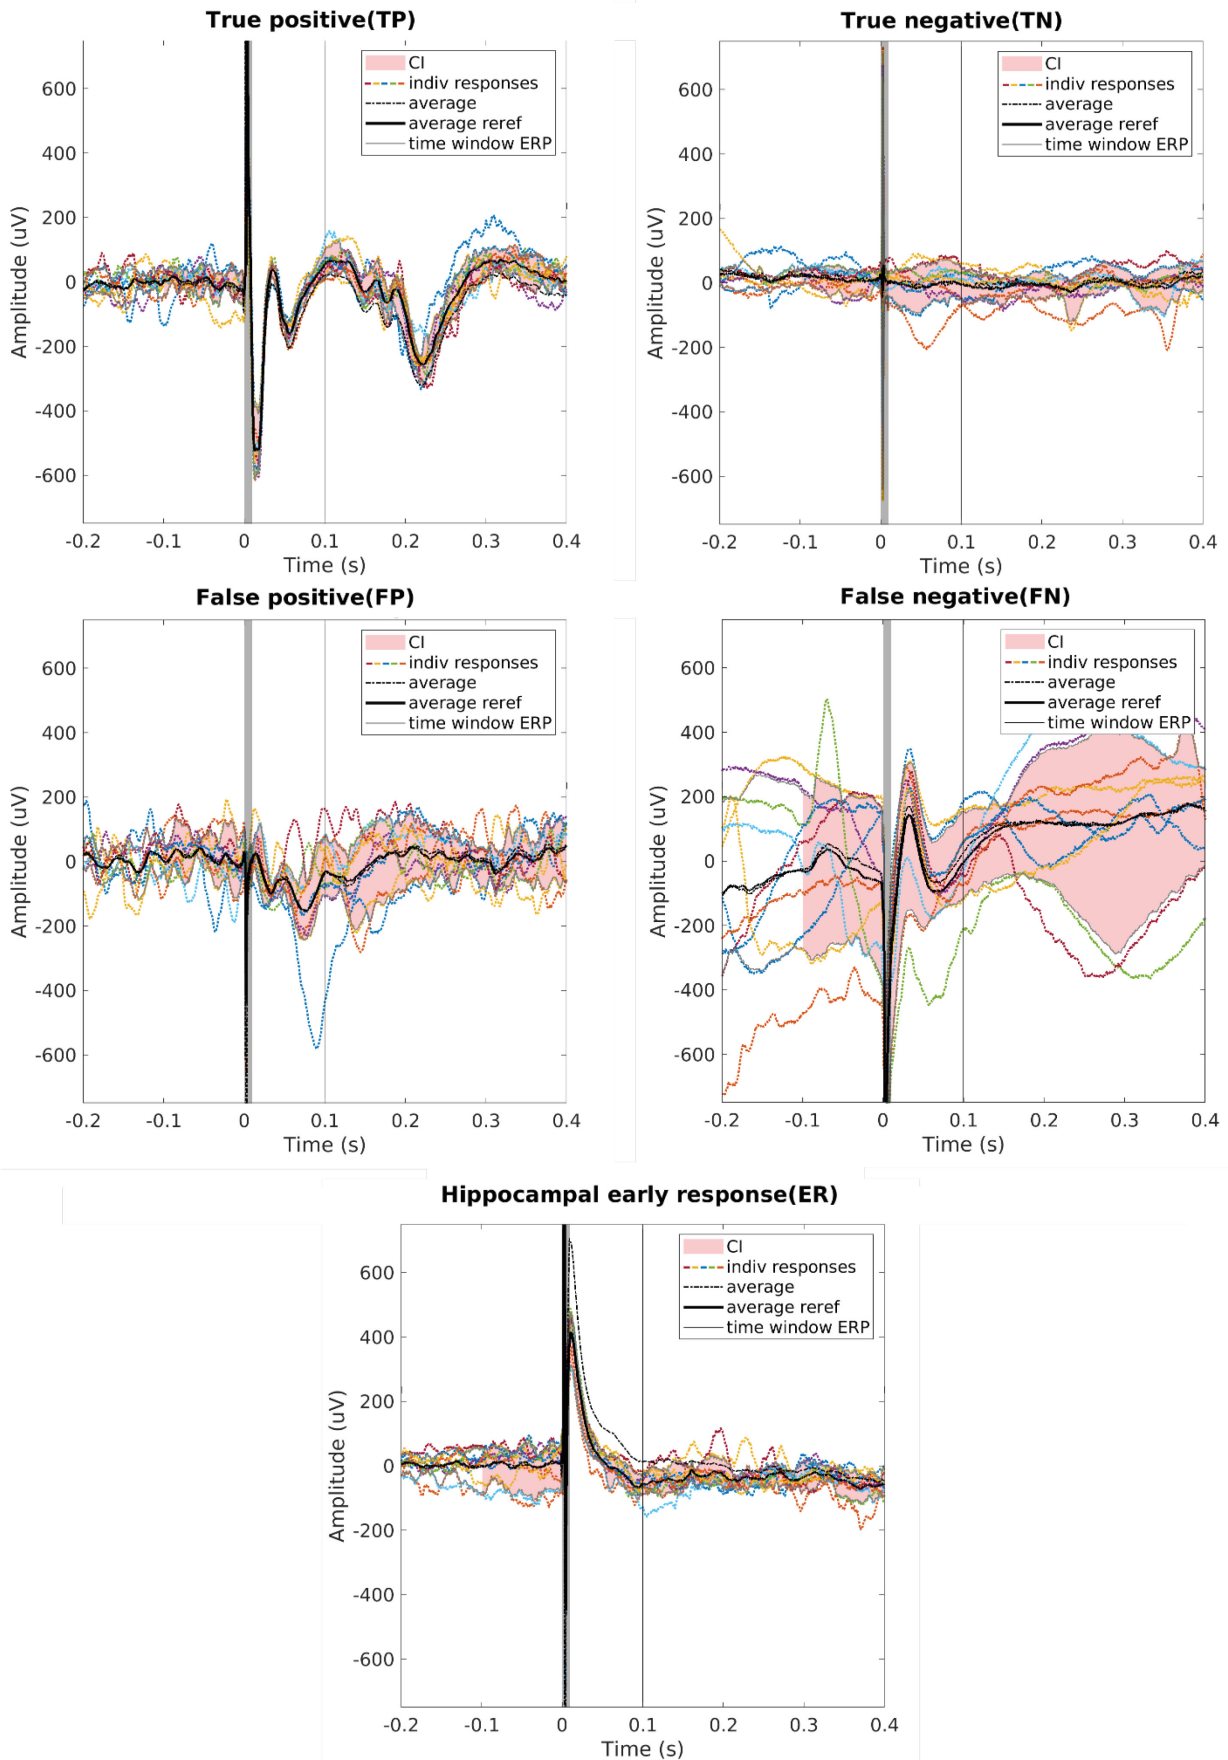 True positive(TP)
CI
indiv responses
average
average reref
time window ERP
600
400
200
0
-200
-400
-600
Amplitude (uV)
-0.2 -0.1 0 0.1 0.2 0.3 0.4
Time (s)
True negative(TN)
CI
indiv responses
average
average reref
time window ERP
600
400
200
0
-200
-400
-600
Amplitude (uV)
-0.2 -0.1 0 0.1 0.2 0.3 0.4
Time (s)
False positive(FP)
CI
indiv responses
average
average reref
time window ERP
600
400
200
0
-200
-400
-600
Amplitude (uV)
-0.2 -0.1 0 0.1 0.2 0.3 0.4
Time (s)
False negative(FN)
CI
indiv responses
average
average reref
time window ERP
600
400
200
0
-200
-400
-600
Amplitude (uV)
-0.2 -0.1 0 0.1 0.2 0.3 0.4
Time (s)
Hippocampal early response(ER)
CI
indiv responses
average
average reref
time window ERP
600
400
200
0
-200
-400
-600
Amplitude (uV)
-0.2 -0.1 0 0.1 0.2 0.3 0.4
Time (s)